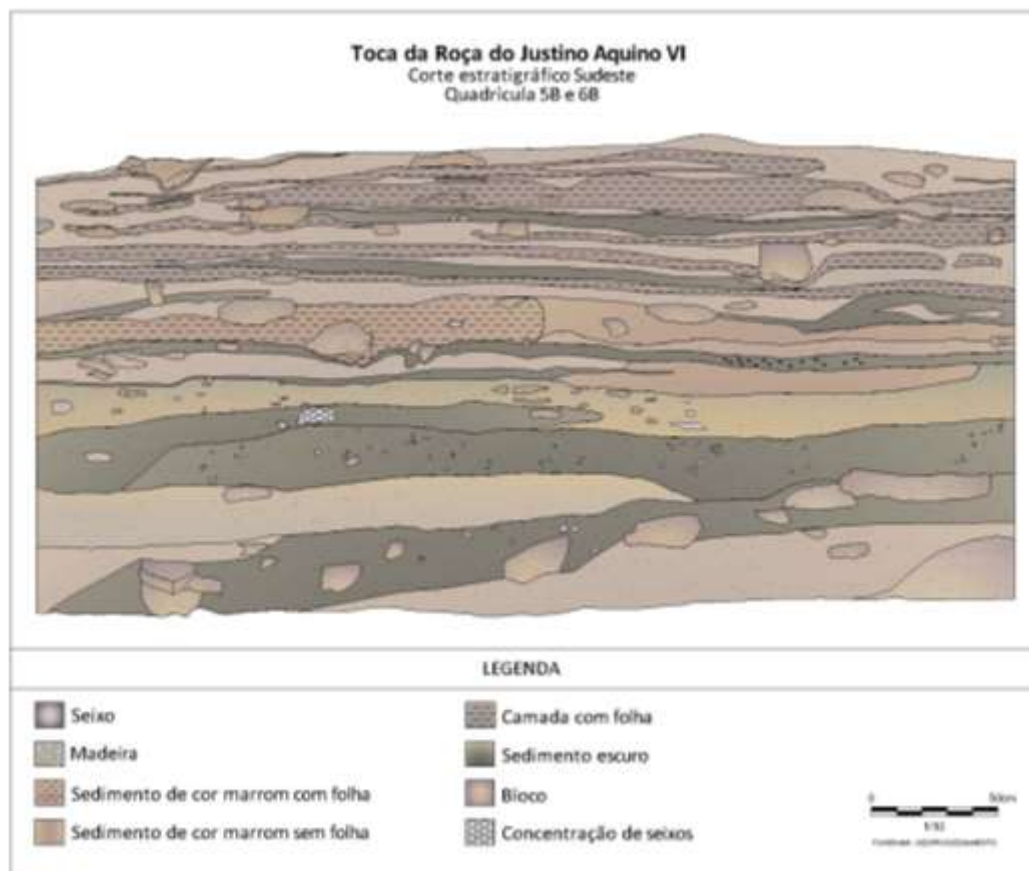 Toca da Roça do Justino Aquino VI
Corte estratigráfico Sudeste
Quadrícula 5B e 6B
LEGENDA
Seixo
Madeira
Sedimento de cor marrom com folha
Sedimento de cor marrom sem folha
Camada com folha
Sedimento escuro
Bloco
Concentração de seixos
0 50cm